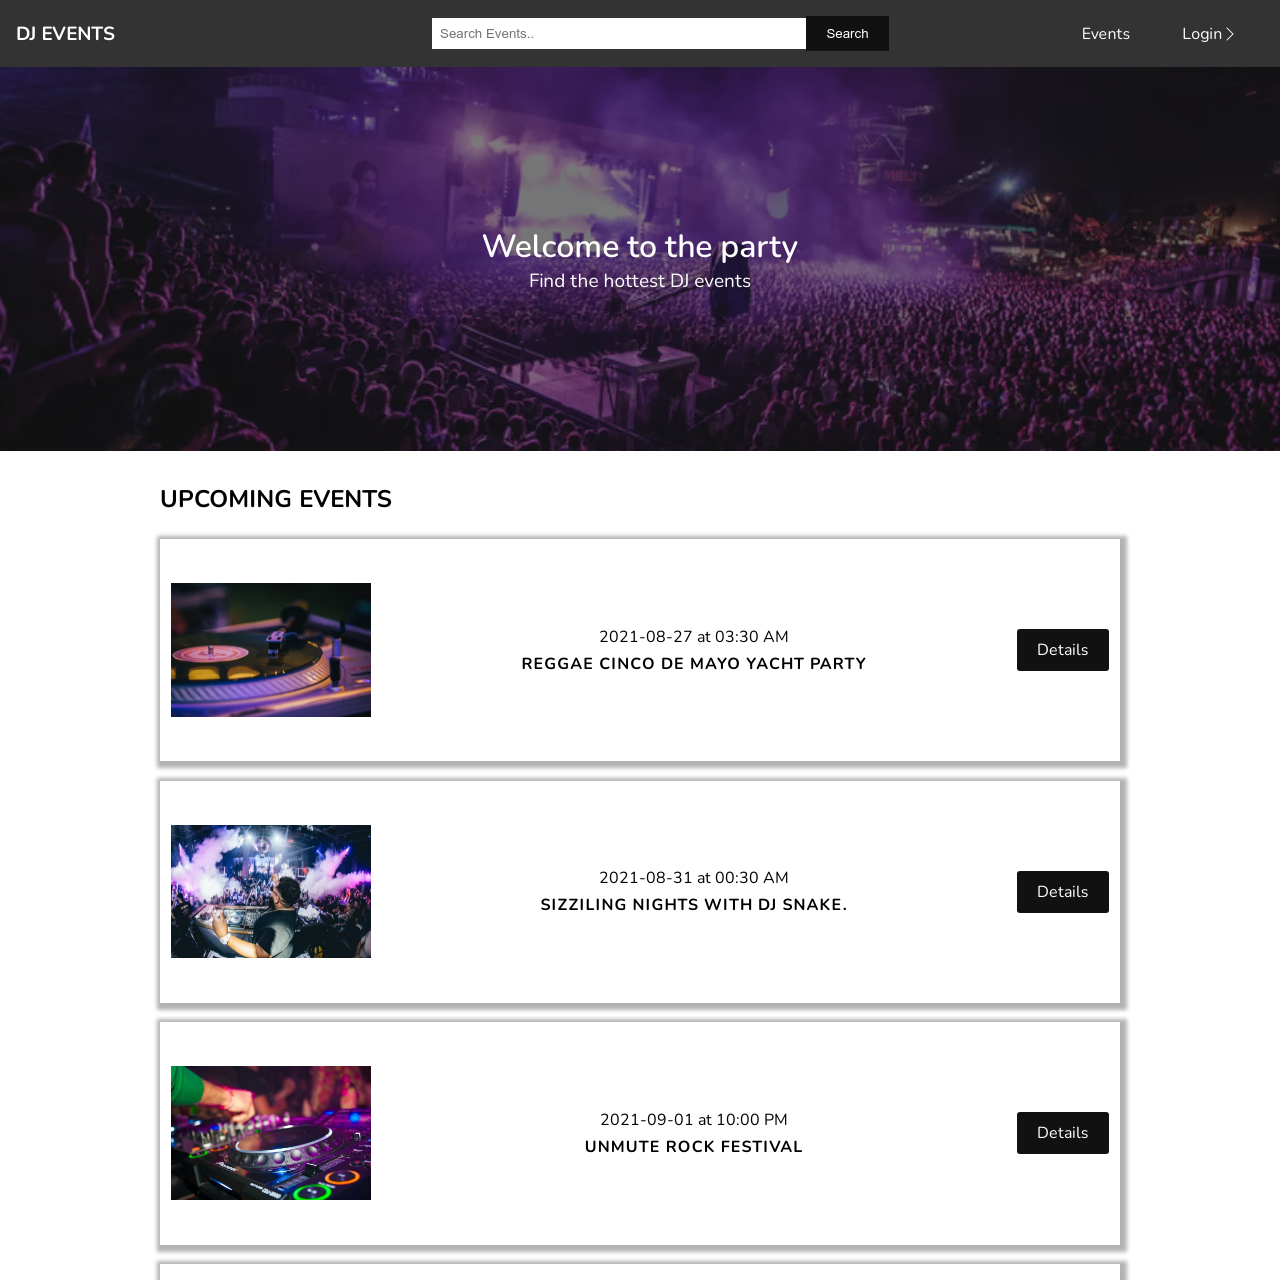 DJ EVENTS
Search Events..
Search
Events
Login
Welcome to the party
Find the hottest DJ events
UPCOMING EVENTS
2021-08-27 at 03:30 AM
REGGAE CINCO DE MAYO YACHT PARTY
Details
2021-08-31 at 00:30 AM
SIZZILING NIGHTS WITH DJ SNAKE.
Details
2021-09-01 at 10:00 PM
UNMUTE ROCK FESTIVAL
Details